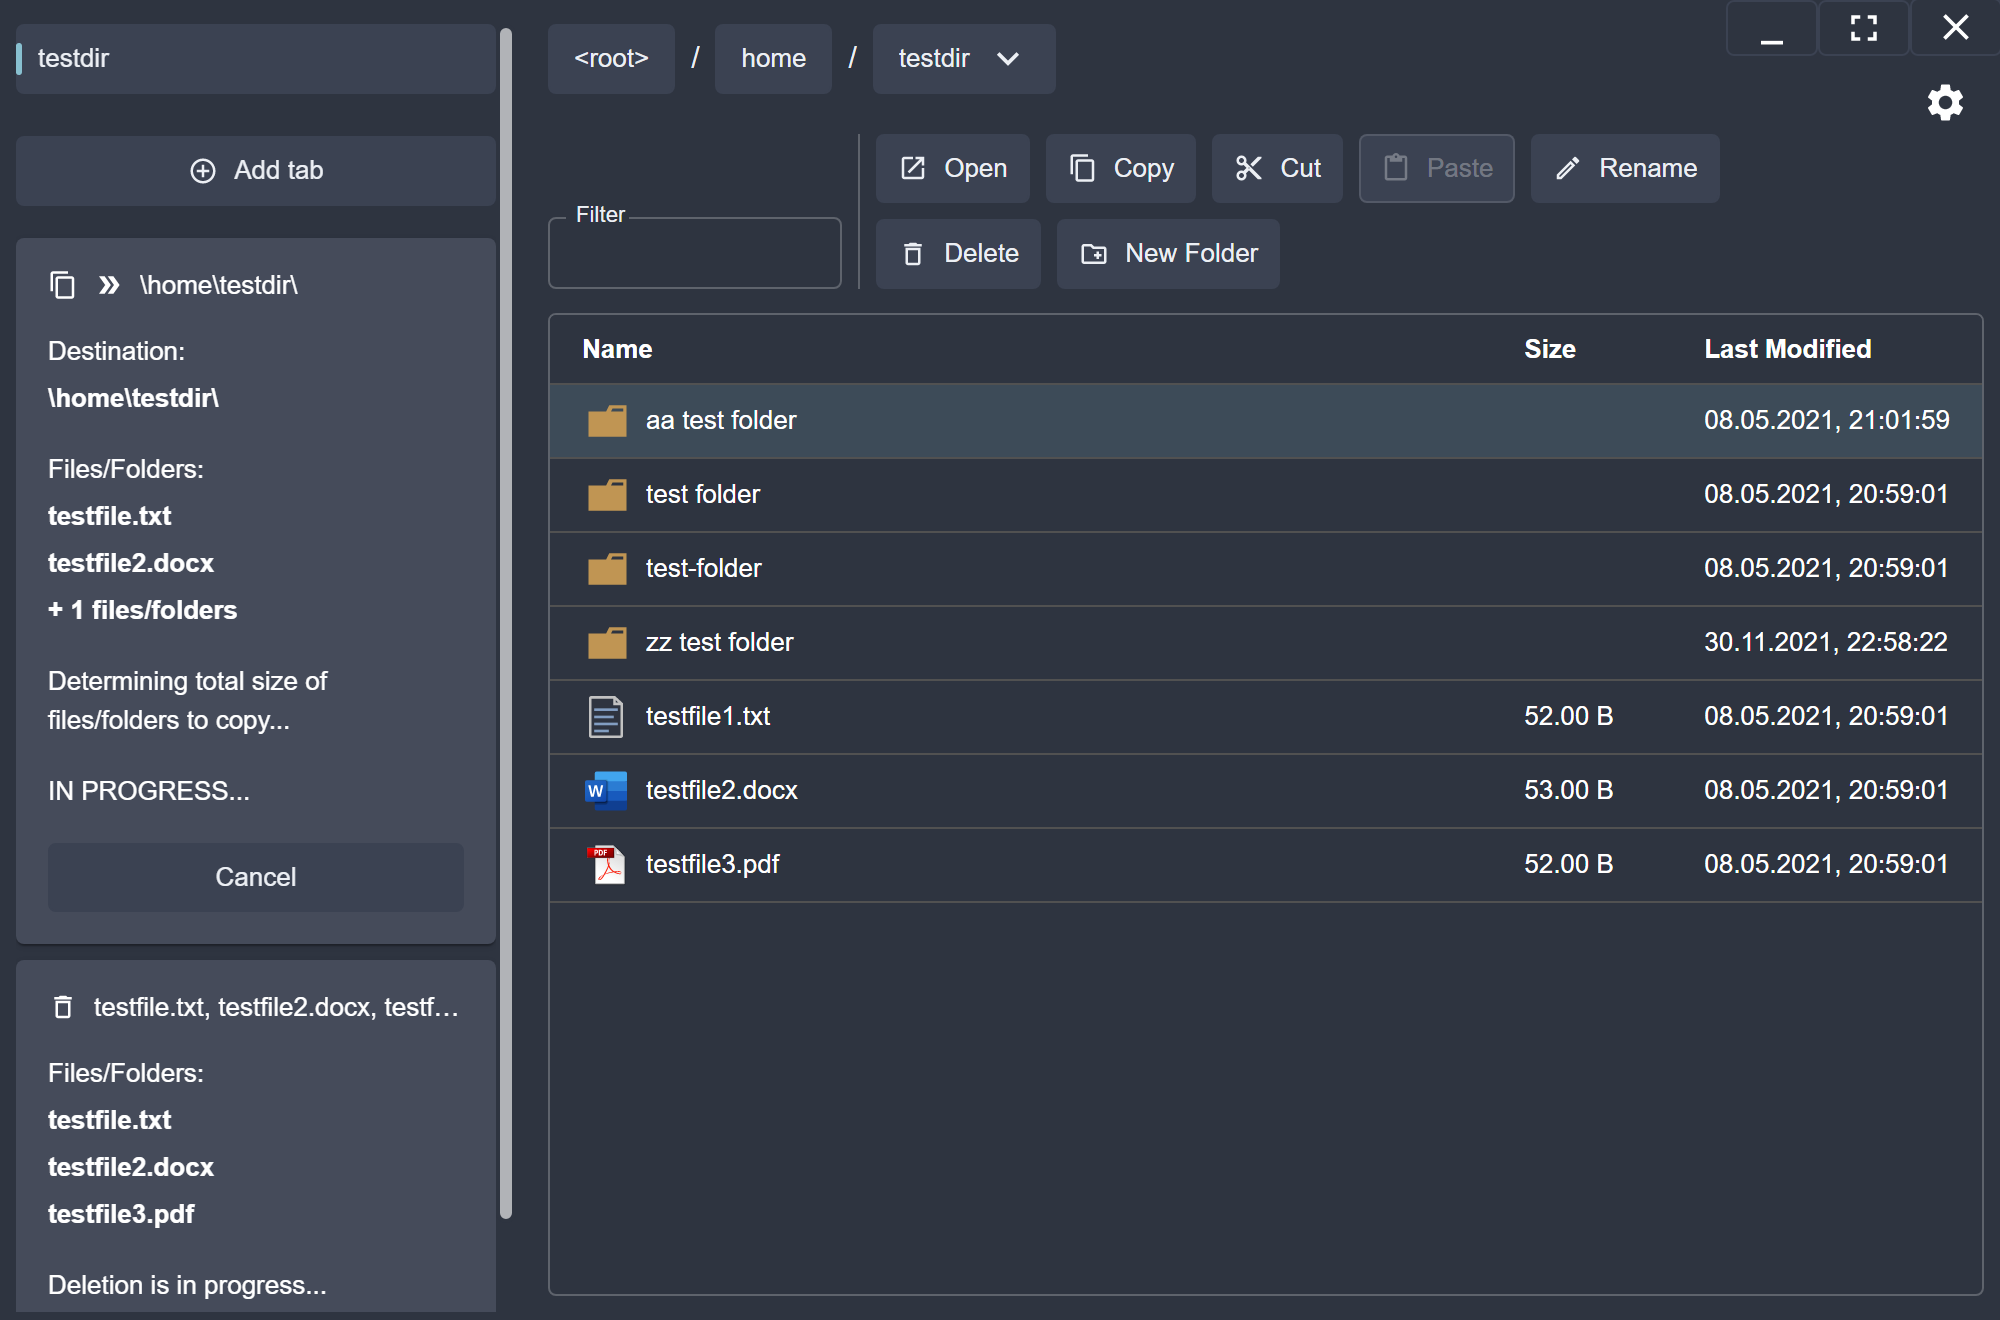 testdir
Add tab
\home\testdir\
Destination:
\home\testdir\
Files/Folders:
testfile.txt
testfile2.docx
+ 1 files/folders
Determining total size of
files/folders to copy...
IN PROGRESS...
Cancel
testfile.txt, testfile2.docx, testf...
Files/Folders:
testfile.txt
testfile2.docx
testfile3.pdf
Deletion is in progress...
<root> / home / testdir
Filter
Open Copy Cut Paste Rename
Delete New Folder
Name Size Last Modified
aa test folder 08.05.2021, 21:01:59
test folder 08.05.2021, 20:59:01
test-folder 08.05.2021, 20:59:01
zz test folder 30.11.2021, 22:58:22
testfile1.txt 52.00 B 08.05.2021, 20:59:01
W testfile2.docx 53.00 B 08.05.2021, 20:59:01
PDF testfile3.pdf 52.00 B 08.05.2021, 20:59:01